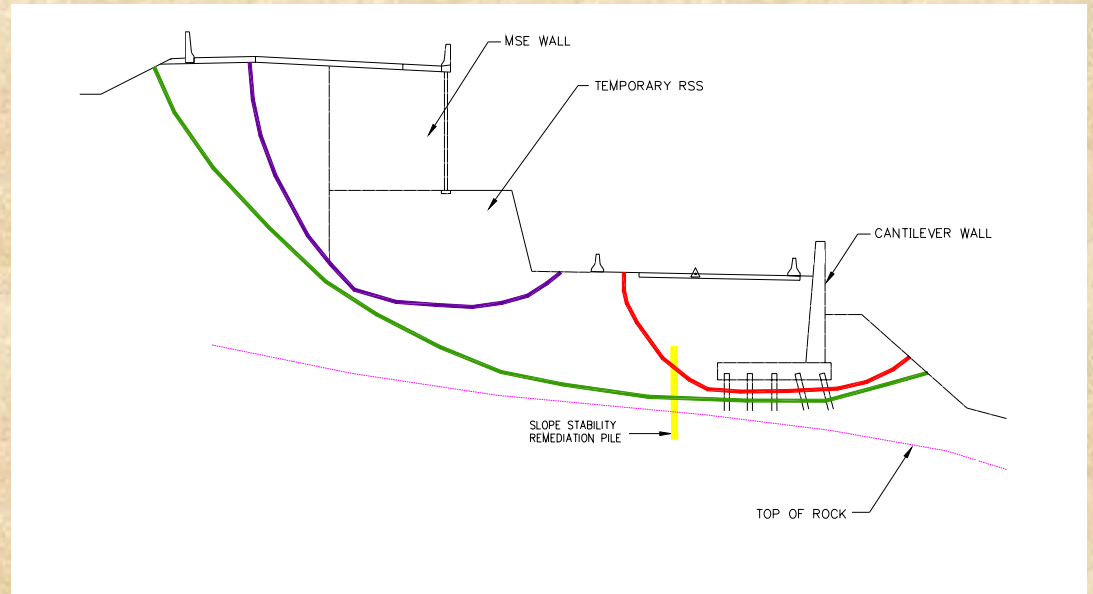 MSE WALL
TEMPORARY RSS
CANTILEVER WALL
SLOPE STABILITY
REMEDIATION PILE
TOP OF ROCK